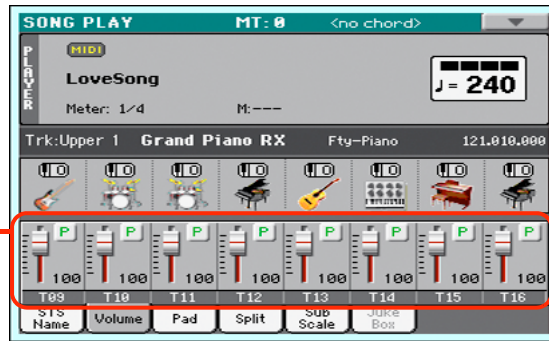 SONG PLAY MT: 0 <no chord>
PLAYER
MIDI
LoveSong
♩= 240
Meter: 1/4 M:---
Trk:Upper 1 Grand Piano RX Fty-Piano 121.010.000
P P P P P P P P
100 100 100 100 100 100 100 100
T09 T10 T11 T12 T13 T14 T15 T16
STS Name Volume Pad Split Sub Scale Juke Box